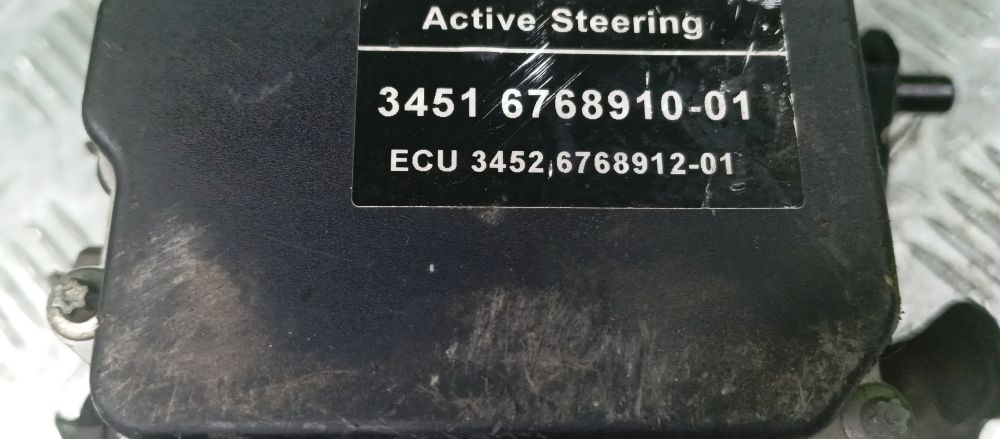 Active Steering
3451 6768910-01
ECU 3452 6768912-01